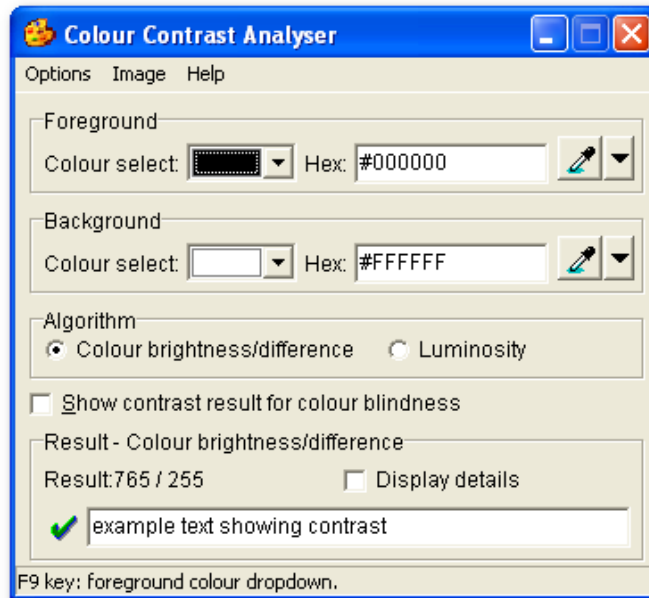 Colour Contrast Analyser
Options Image Help
Foreground
Colour select: Hex: #000000
Background
Colour select: Hex: #FFFFFF
Algorithm
Colour brightness/difference Luminosity
Show contrast result for colour blindness
Result - Colour brightness/difference
Result:765 / 255 Display details
example text showing contrast
F9 key: foreground colour dropdown.